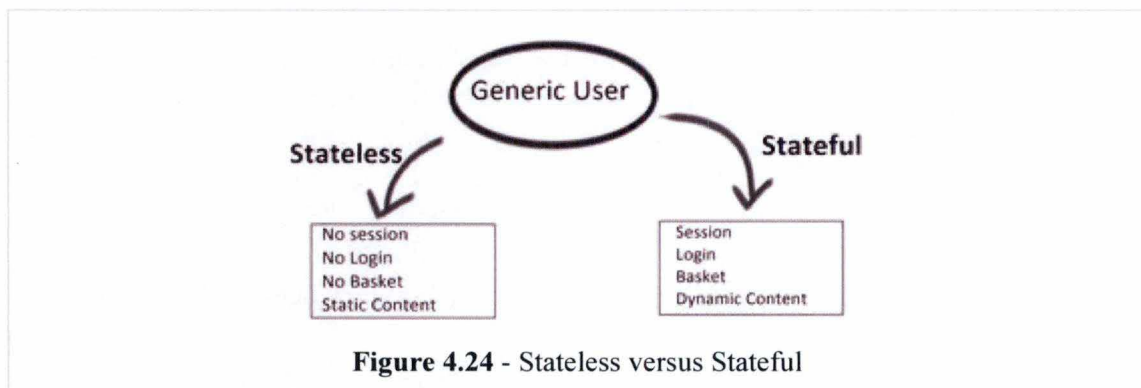 Generic User
Stateless
Stateful
No session
No Login
No Basket
Static Content
Session
Login
Basket
Dynamic Content
Figure 4.24 - Stateless versus Stateful